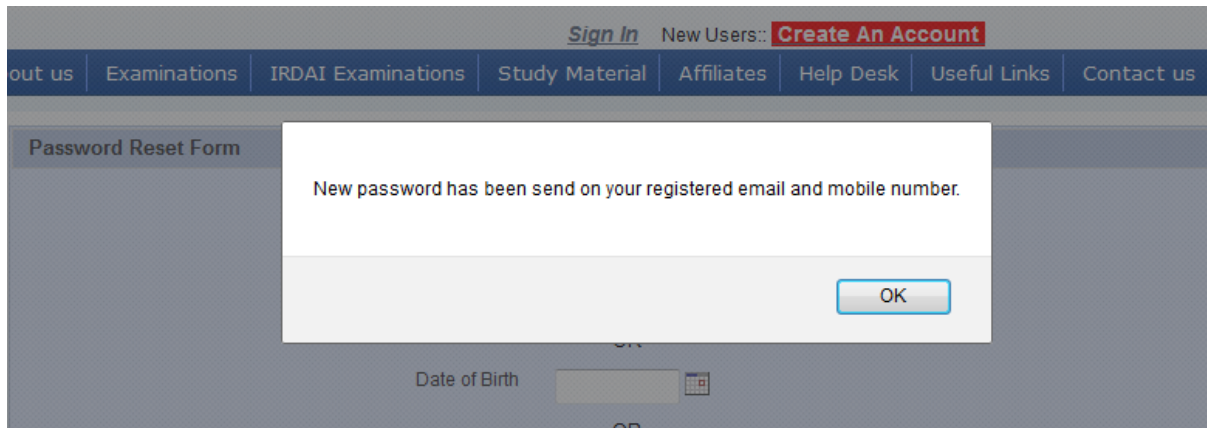 Sign In New Users:: Create An Account
out us Examinations IRDAI Examinations Study Material Affiliates Help Desk Useful Links Contact us
Password Reset Form
New password has been send on your registered email and mobile number.
OK
Date of Birth